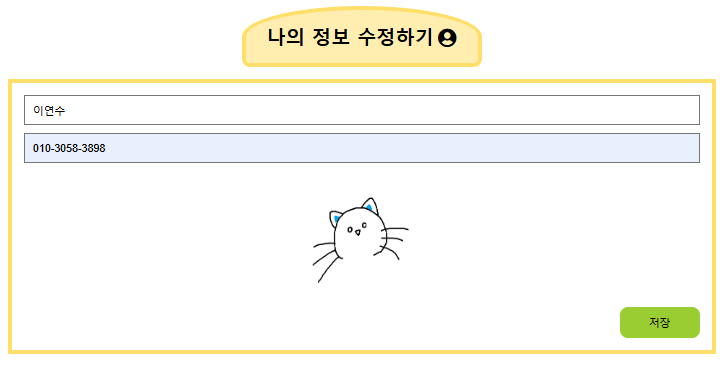 나의 정보 수정하기
이연수
010-3058-3898
저장